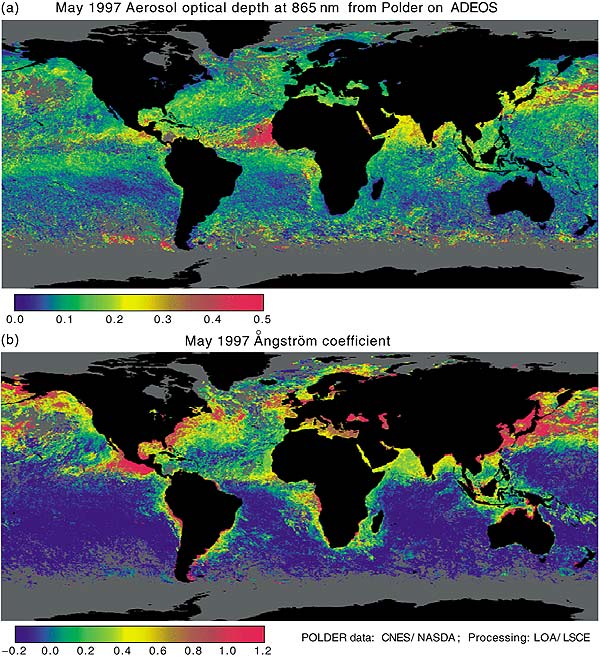 (a) May 1997 Aerosol optical depth at 865 nm from Polder on ADEOS
0.0 0.1 0.2 0.3 0.4 0.5
(b) May 1997 Ångström coefficient
−0.2 0.0 0.2 0.4 0.6 0.8 1.0 1.2
POLDER data: CNES/ NASDA ; Processing: LOA/ LSCE